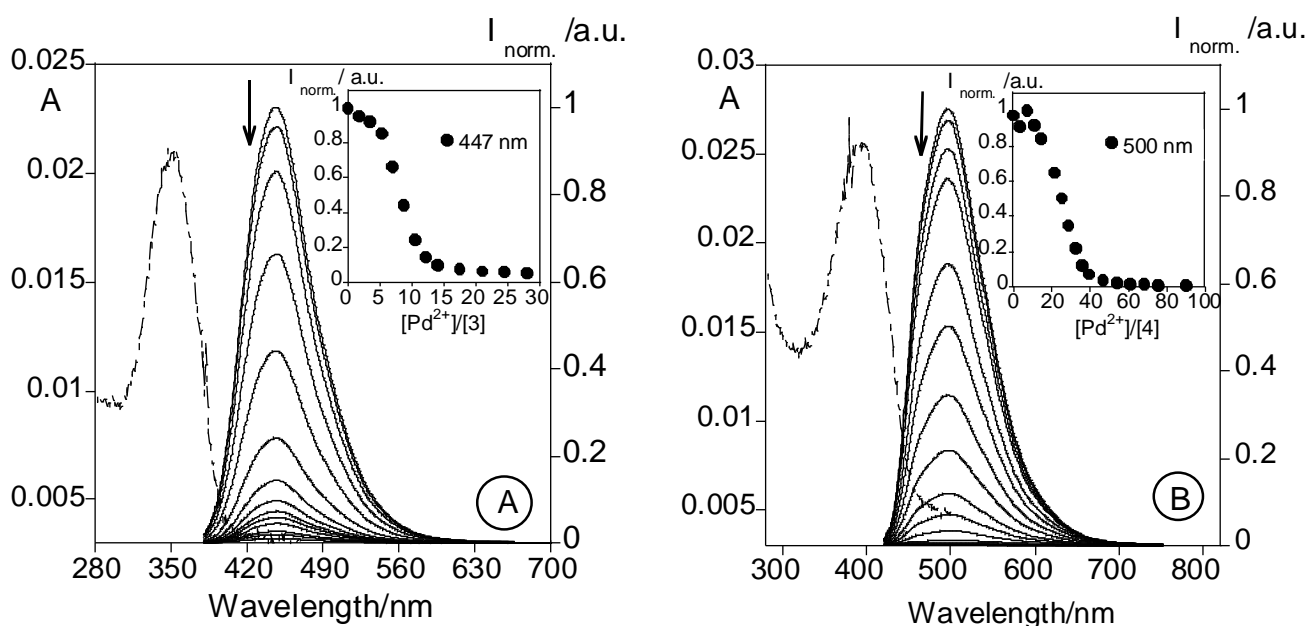 I norm. /a.u.
0.025
A
0.02
0.015
0.01
0.005
1
0.8
0.6
0.4
0.2
0
280 350 420 490 560 630 700
Wavelength/nm
I norm. / a.u.
1
0.8
0.6
0.4
0.2
0
447 nm
0 5 10 15 20 25 30
[Pd2+]/[3]
A
I norm. /a.u.
0.03
A
0.025
0.02
0.015
0.01
0.005
1
0.8
0.6
0.4
0.2
0
300 400 500 600 700 800
Wavelength/nm
I norm. /a.u.
1
0.8
0.6
0.4
0.2
0
500 nm
0 20 40 60 80 100
[Pd2+]/[4]
B